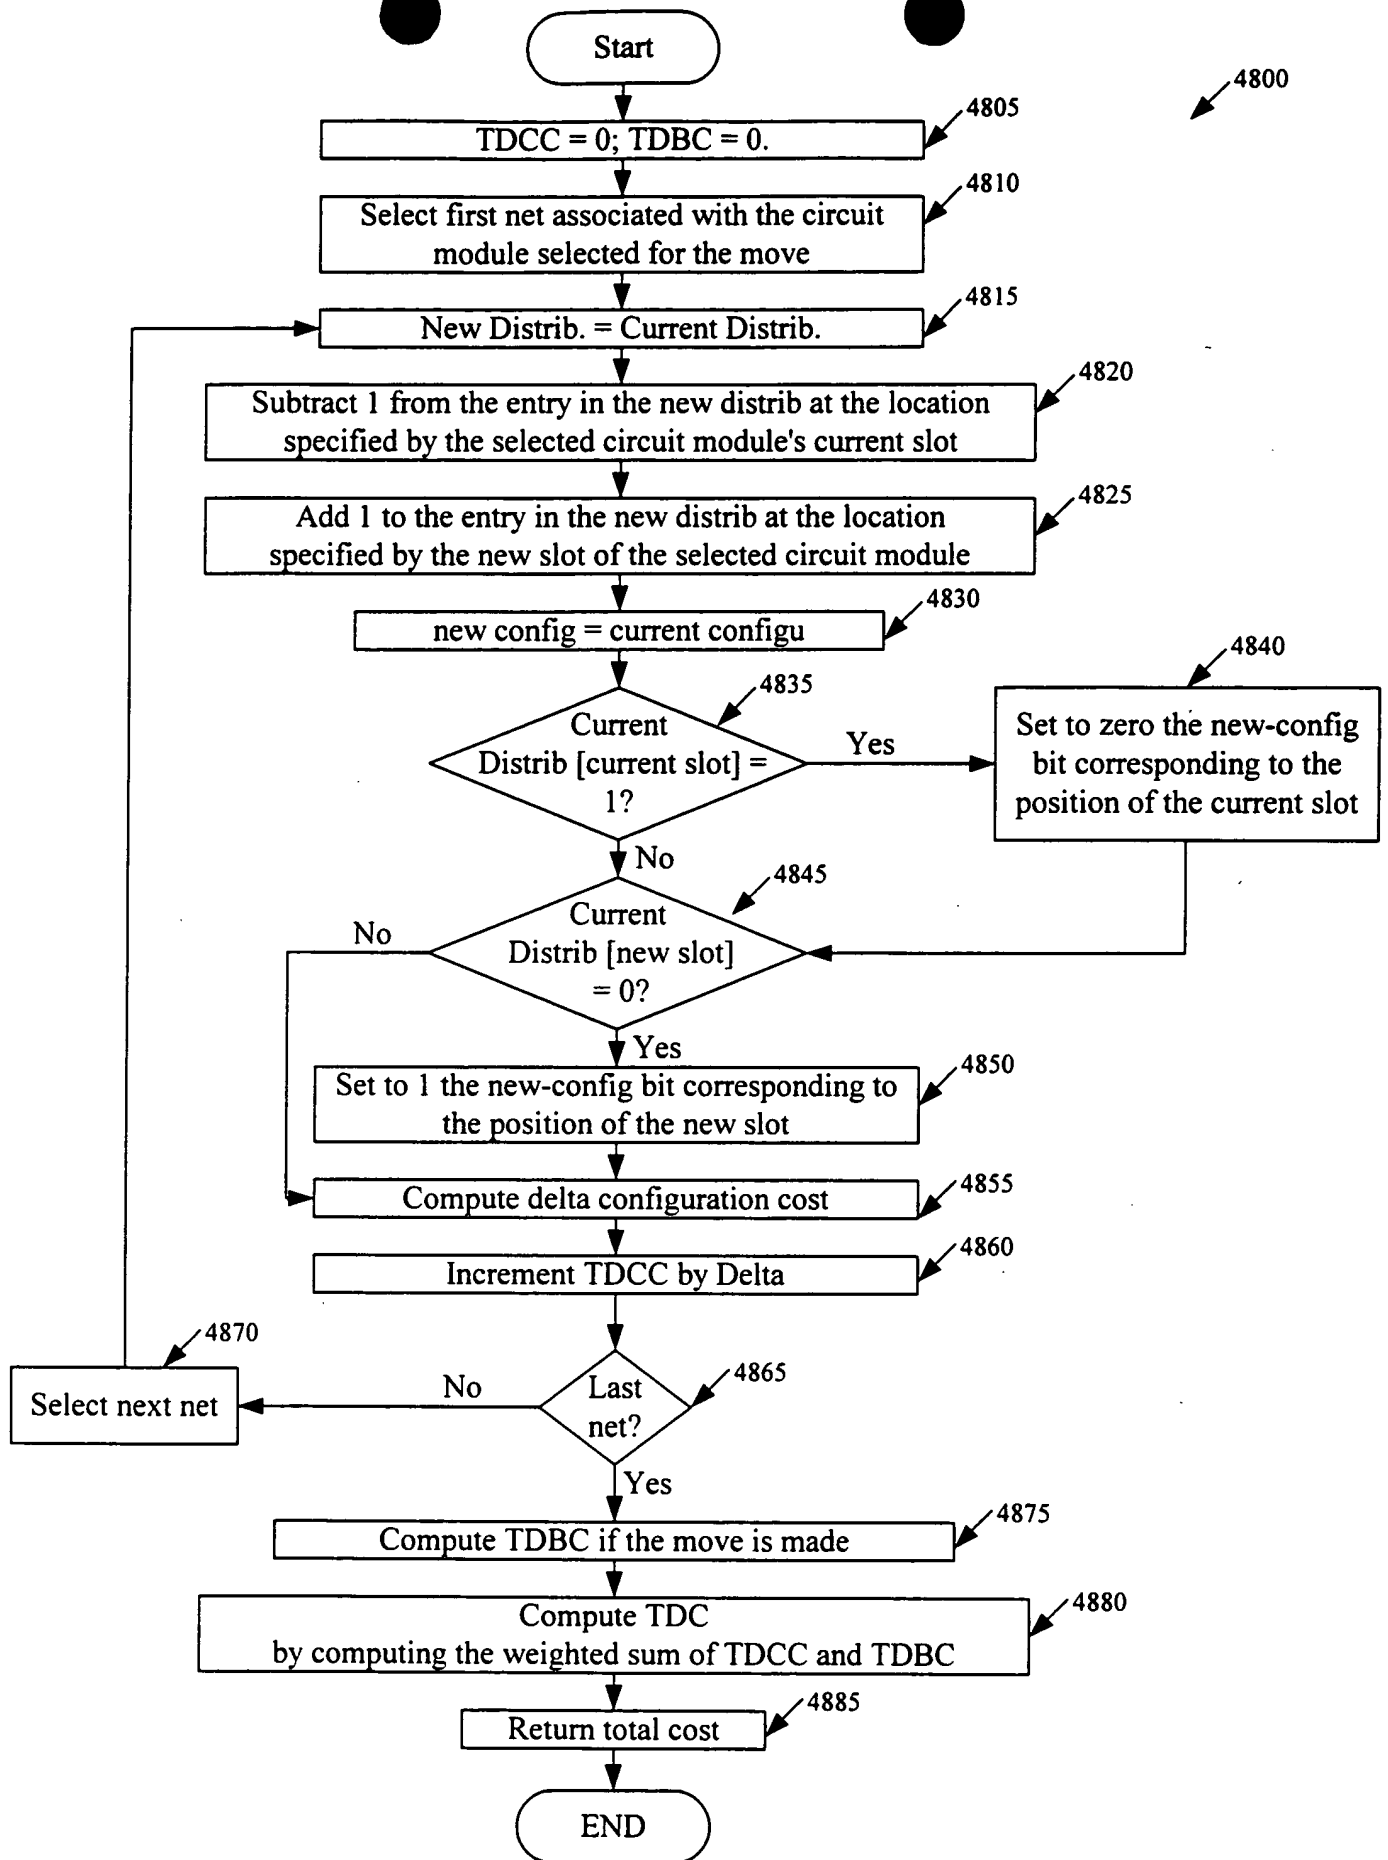 Start
4800
4805
TDCC = 0; TDBC = 0.
4810
Select first net associated with the circuit
module selected for the move
4815
New Distrib. = Current Distrib.
4820
Subtract 1 from the entry in the new distrib at the location
specified by the selected circuit module's current slot
4825
Add 1 to the entry in the new distrib at the location
specified by the new slot of the selected circuit module
4830
new config = current configu
4835
Current
Distrib [current slot] =
1?
Yes
4840
Set to zero the new-config
bit corresponding to the
position of the current slot
No
4845
Current
Distrib [new slot]
= 0?
No
Yes
4850
Set to 1 the new-config bit corresponding to
the position of the new slot
4855
Compute delta configuration cost
4860
Increment TDCC by Delta
4865
Last
net?
No
4870
Select next net
Yes
4875
Compute TDBC if the move is made
4880
Compute TDC
by computing the weighted sum of TDCC and TDBC
4885
Return total cost
END